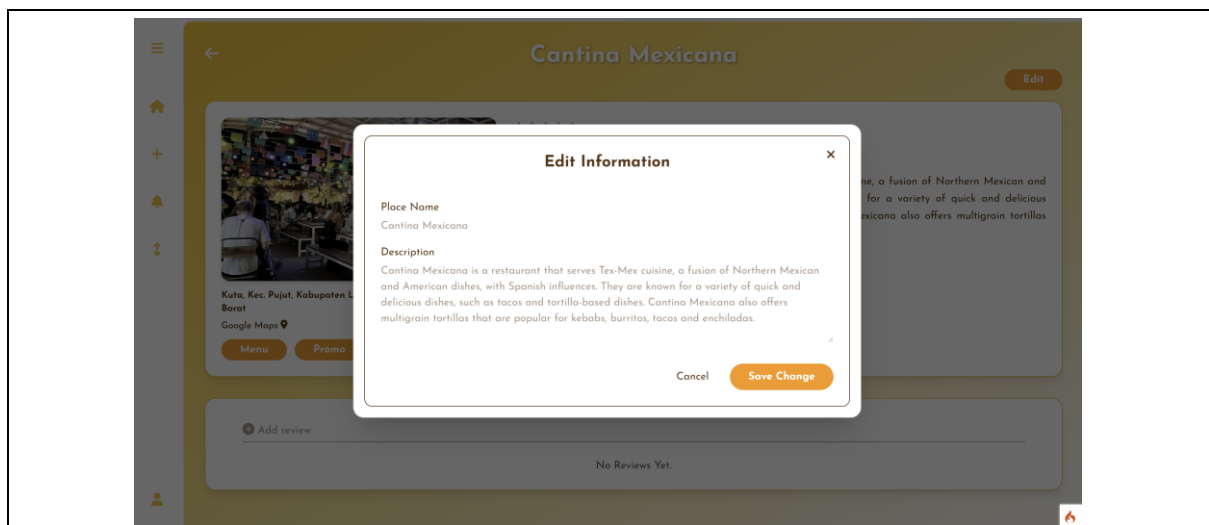 Cantina Mexicana
Edit
Edit Information
×
Place Name
Cantina Mexicana
Description
Cantina Mexicana is a restaurant that serves Tex-Mex cuisine, a fusion of Northern Mexican
and American dishes, with Spanish influences. They are known for a variety of quick and
delicious dishes, such as tacos and tortilla-based dishes. Cantina Mexicana also offers
multigrain tortillas that are popular for kebabs, burritos, tacos and enchiladas.
Cancel
Save Change
a fusion of Northern Mexican and
for a variety of quick and delicious
also offers multigrain tortillas
Kuta, Kec. Pujut, Kabupaten
Barat
Google Maps
Menu
Promo
Add review
No Reviews Yet.